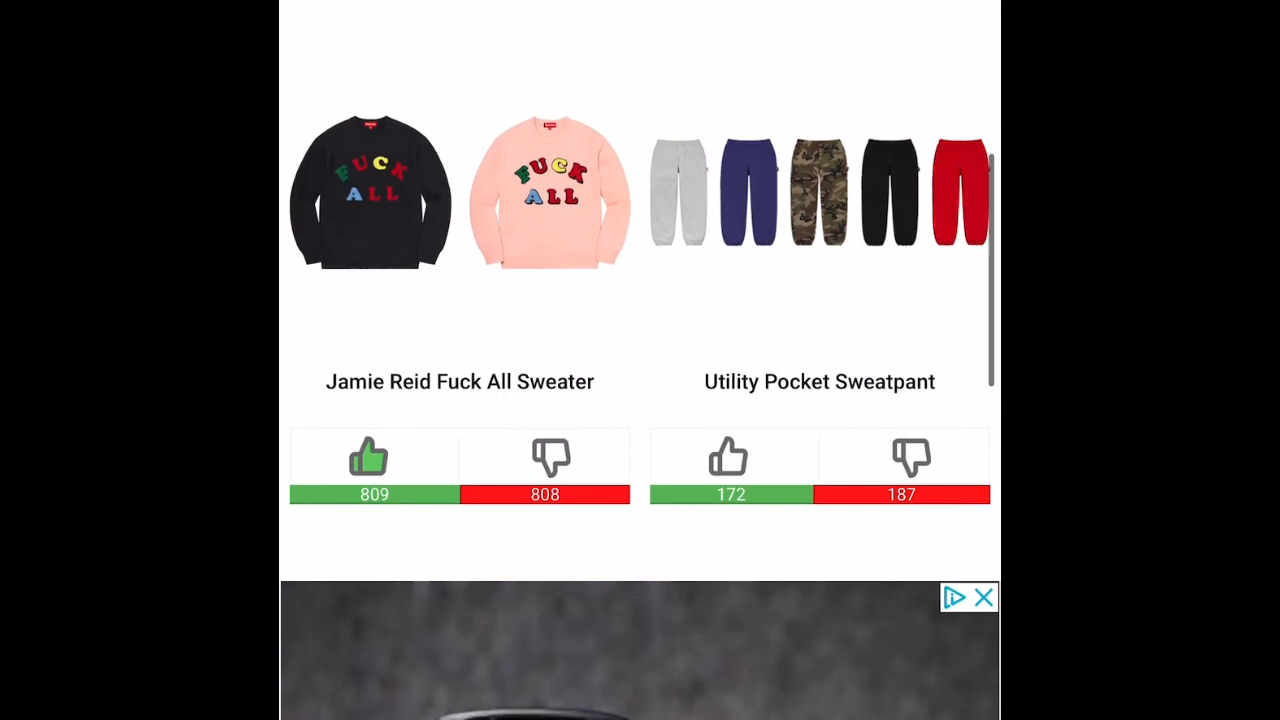 FUCK
ALL
FUCK
ALL
Jamie Reid Fuck All Sweater
Utility Pocket Sweatpant
809
808
172
187